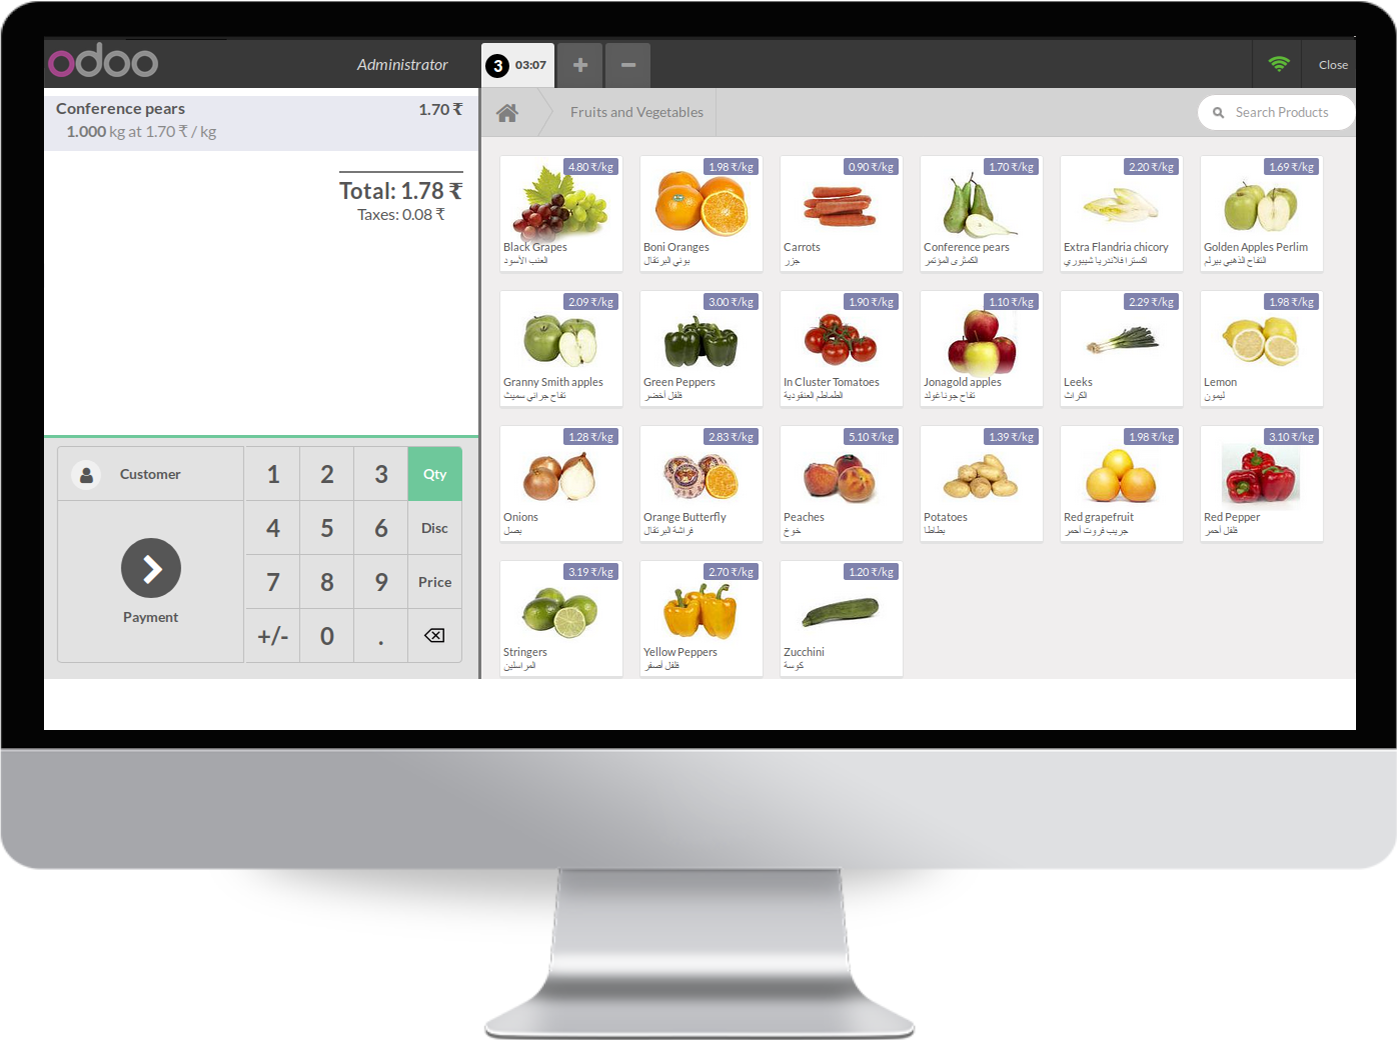 odoo
Administrator
3 03:07
+
−
Close
Conference pears 1.70 ₹
1.000 kg at 1.70 ₹ / kg
Total: 1.78 ₹
Taxes: 0.08 ₹
Customer
1 2 3 Qty
4 5 6 Disc
7 8 9 Price
+/- 0 .
Payment
Fruits and Vegetables
Search Products
4.80 ₹/kg
Black Grapes
العنب الأسود
1.98 ₹/kg
Boni Oranges
بوني البرتقال
0.90 ₹/kg
Carrots
جزر
1.70 ₹/kg
Conference pears
الكمثرى المؤتمر
2.20 ₹/kg
Extra Flandria chicory
اكسترا فلاندريا شيبوري
1.69 ₹/kg
Golden Apples Perlim
التفاح الذهبي بيرلم
2.09 ₹/kg
Granny Smith apples
تفاح جراني سميث
3.00 ₹/kg
Green Peppers
فلفل أخضر
1.90 ₹/kg
In Cluster Tomatoes
الطماطم العنقودية
1.10 ₹/kg
Jonagold apples
تفاح جوناغولد
2.29 ₹/kg
Leeks
الكراث
1.98 ₹/kg
Lemon
ليمون
1.28 ₹/kg
Onions
بصل
2.83 ₹/kg
Orange Butterfly
فراشة البرتقال
5.10 ₹/kg
Peaches
خوخ
1.39 ₹/kg
Potatoes
بطاطا
1.98 ₹/kg
Red grapefruit
جريب فروت أحمر
3.10 ₹/kg
Red Pepper
فلفل أحمر
3.19 ₹/kg
Stringers
المراسلين
2.70 ₹/kg
Yellow Peppers
فلفل أصفر
1.20 ₹/kg
Zucchini
كوسة